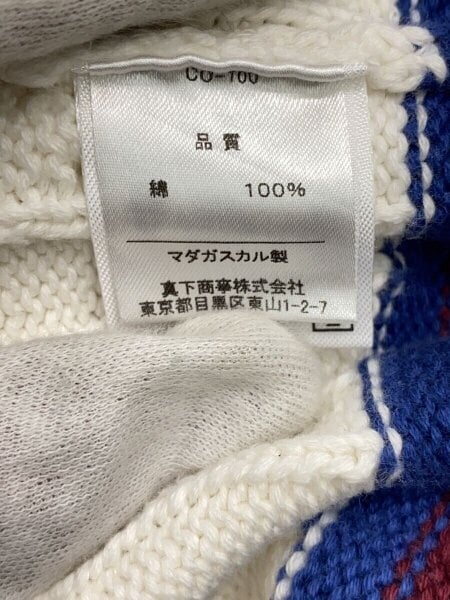 CO-100
品質
綿 100%
マダガスカル製
真下商事株式会社
東京都目黒区東山1-2-7